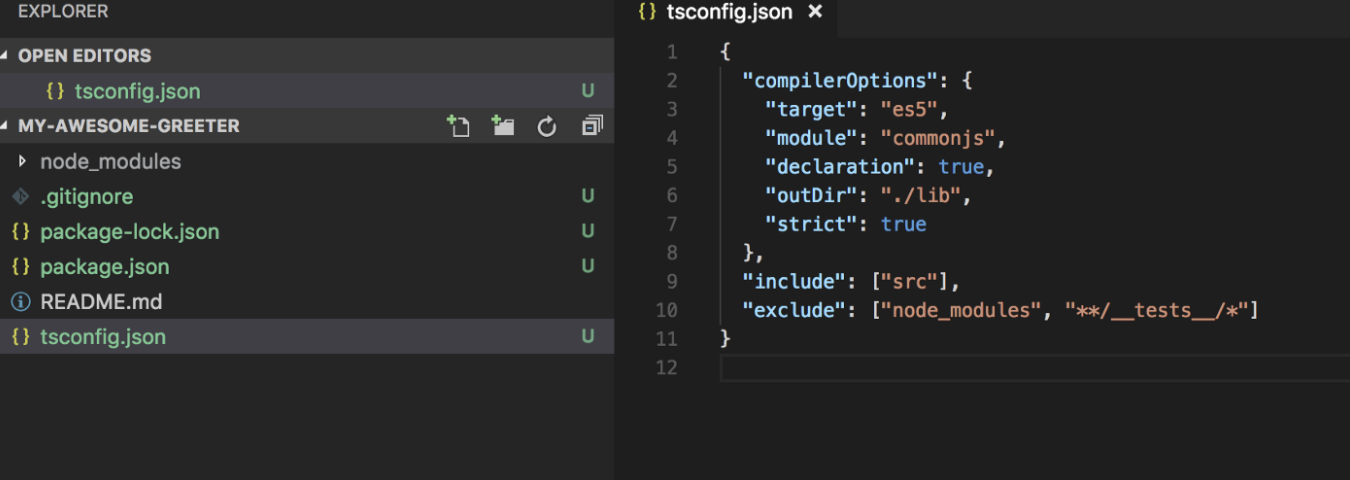 EXPLORER
OPEN EDITORS
{} tsconfig.json U
MY-AWESOME-GREETER
node_modules
.gitignore U
{} package-lock.json U
{} package.json U
README.md
{} tsconfig.json U
{} tsconfig.json ×
1 {
2 "compilerOptions": {
3 "target": "es5",
4 "module": "commonjs",
5 "declaration": true,
6 "outDir": "./lib",
7 "strict": true
8 },
9 "include": ["src"],
10 "exclude": ["node_modules", "**/__tests__/*"]
11 }
12